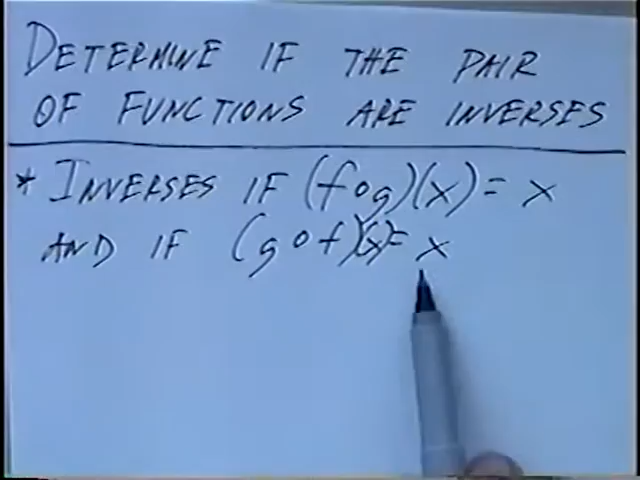 DETERMINE IF THE PAIR
OF FUNCTIONS ARE INVERSES
* INVERSES IF (f∘g)(x) = x
AND IF (g∘f)(x) = x